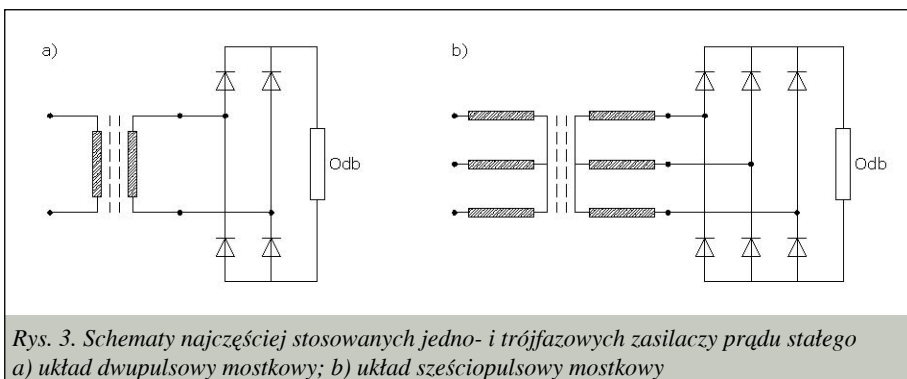 a)
b)
Odb
Odb
Rys. 3. Schematy najczęściej stosowanych jedno- i trójfazowych zasilaczy prądu stałego
a) układ dwupulsowy mostkowy; b) układ sześciopulsowy mostkowy